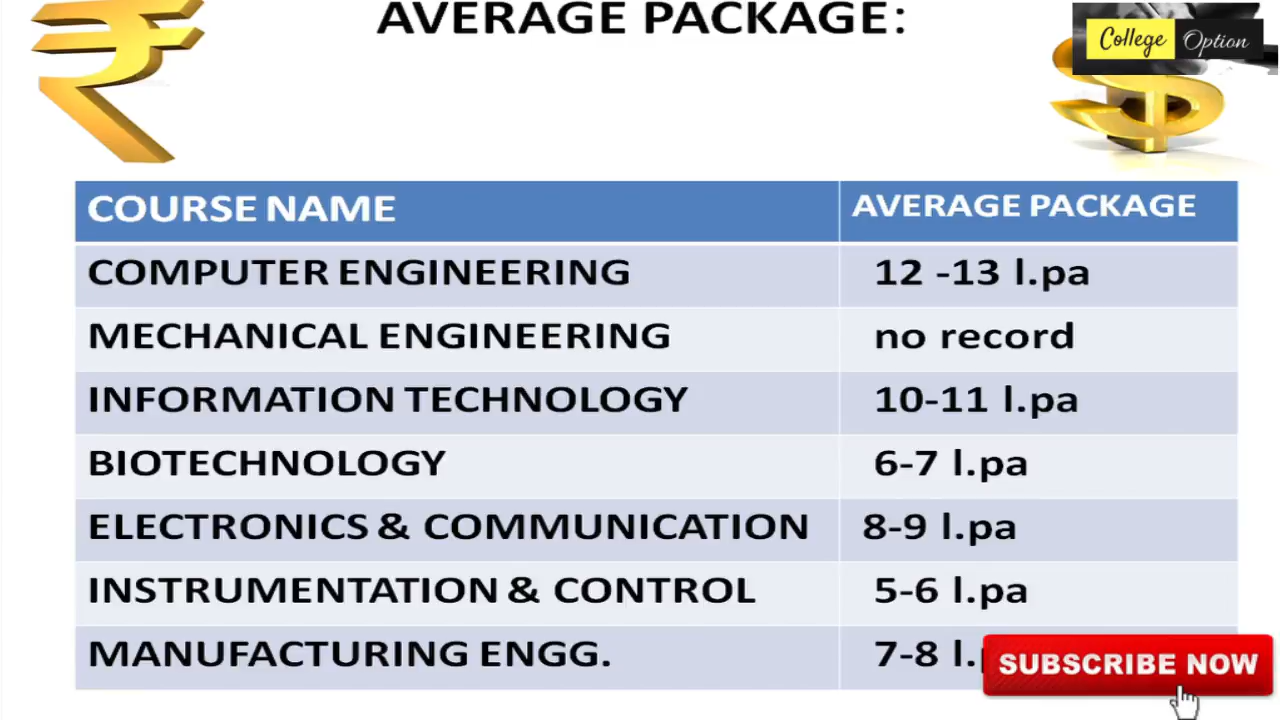 AVERAGE PACKAGE:
College Option
COURSE NAME AVERAGE PACKAGE
COMPUTER ENGINEERING 12 -13 l.pa
MECHANICAL ENGINEERING no record
INFORMATION TECHNOLOGY 10-11 l.pa
BIOTECHNOLOGY 6-7 l.pa
ELECTRONICS & COMMUNICATION 8-9 l.pa
INSTRUMENTATION & CONTROL 5-6 l.pa
MANUFACTURING ENGG. 7-8 l.
SUBSCRIBE NOW